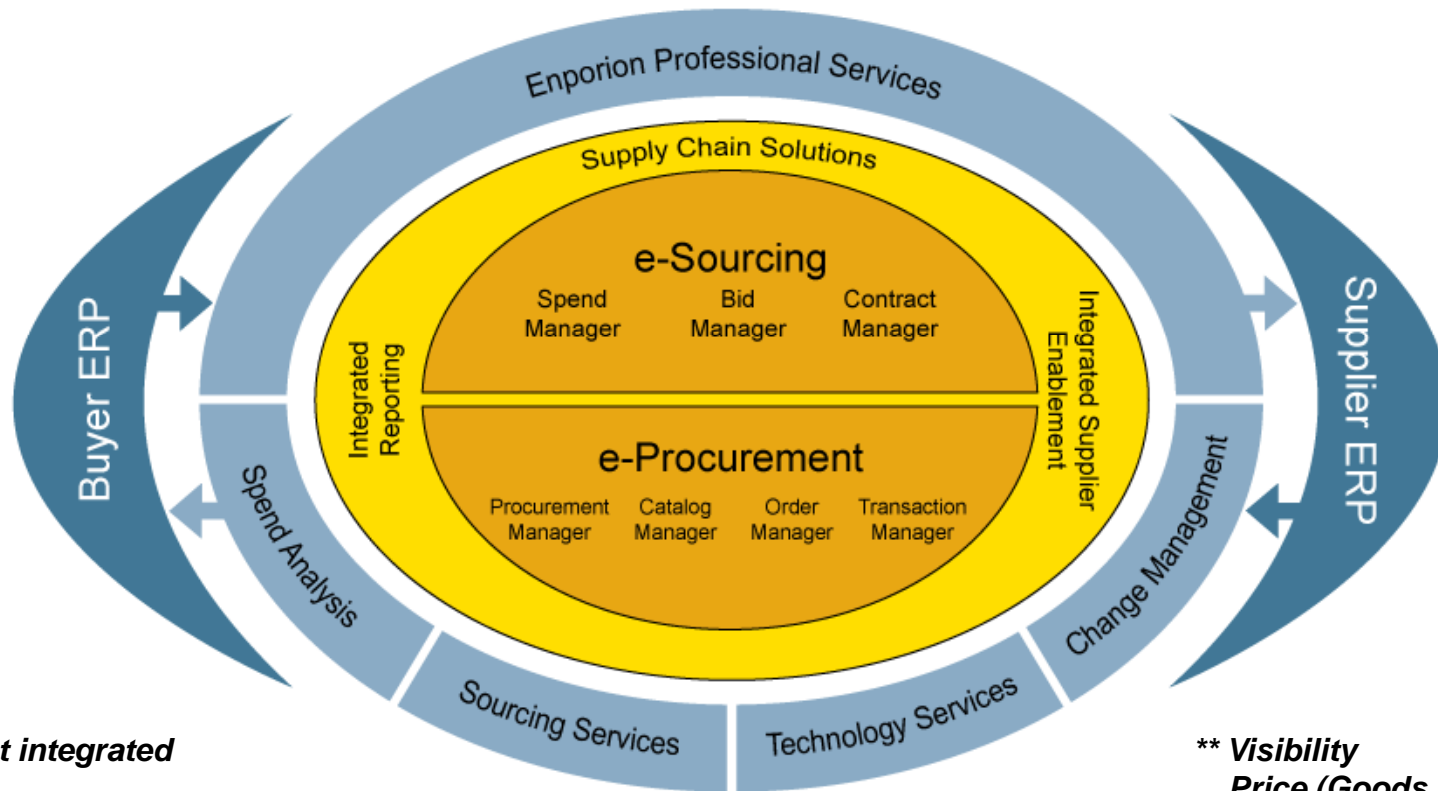 Enporion Professional Services
Supply Chain Solutions
e-Sourcing
Spend
Manager
Bid
Manager
Contract
Manager
Buyer ERP
Integrated
Reporting
Integrated Supplier
Enablement
Supplier ERP
e-Procurement
Procurement
Manager
Catalog
Manager
Order
Manager
Transaction
Manager
Spend Analysis
Sourcing Services
Technology Services
Change Management
t integrated
** Visibility
Price (Goods